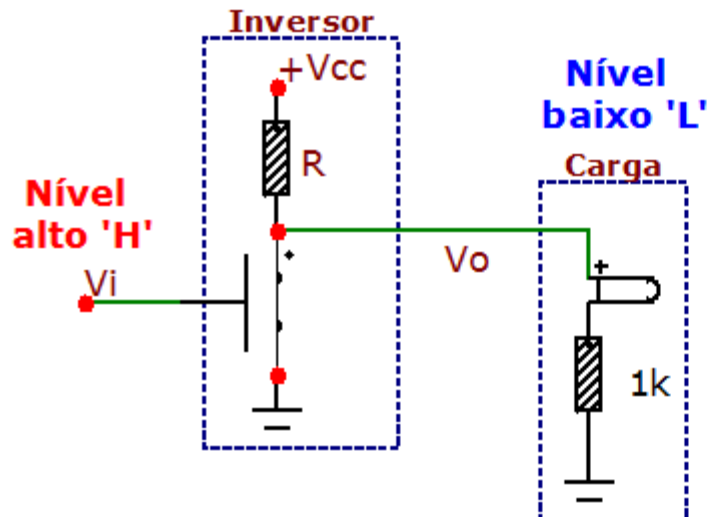 Inversor
+Vcc
R
Nível
alto 'H'
Vi
Vo
Nível
baixo 'L'
Carga
+
1k